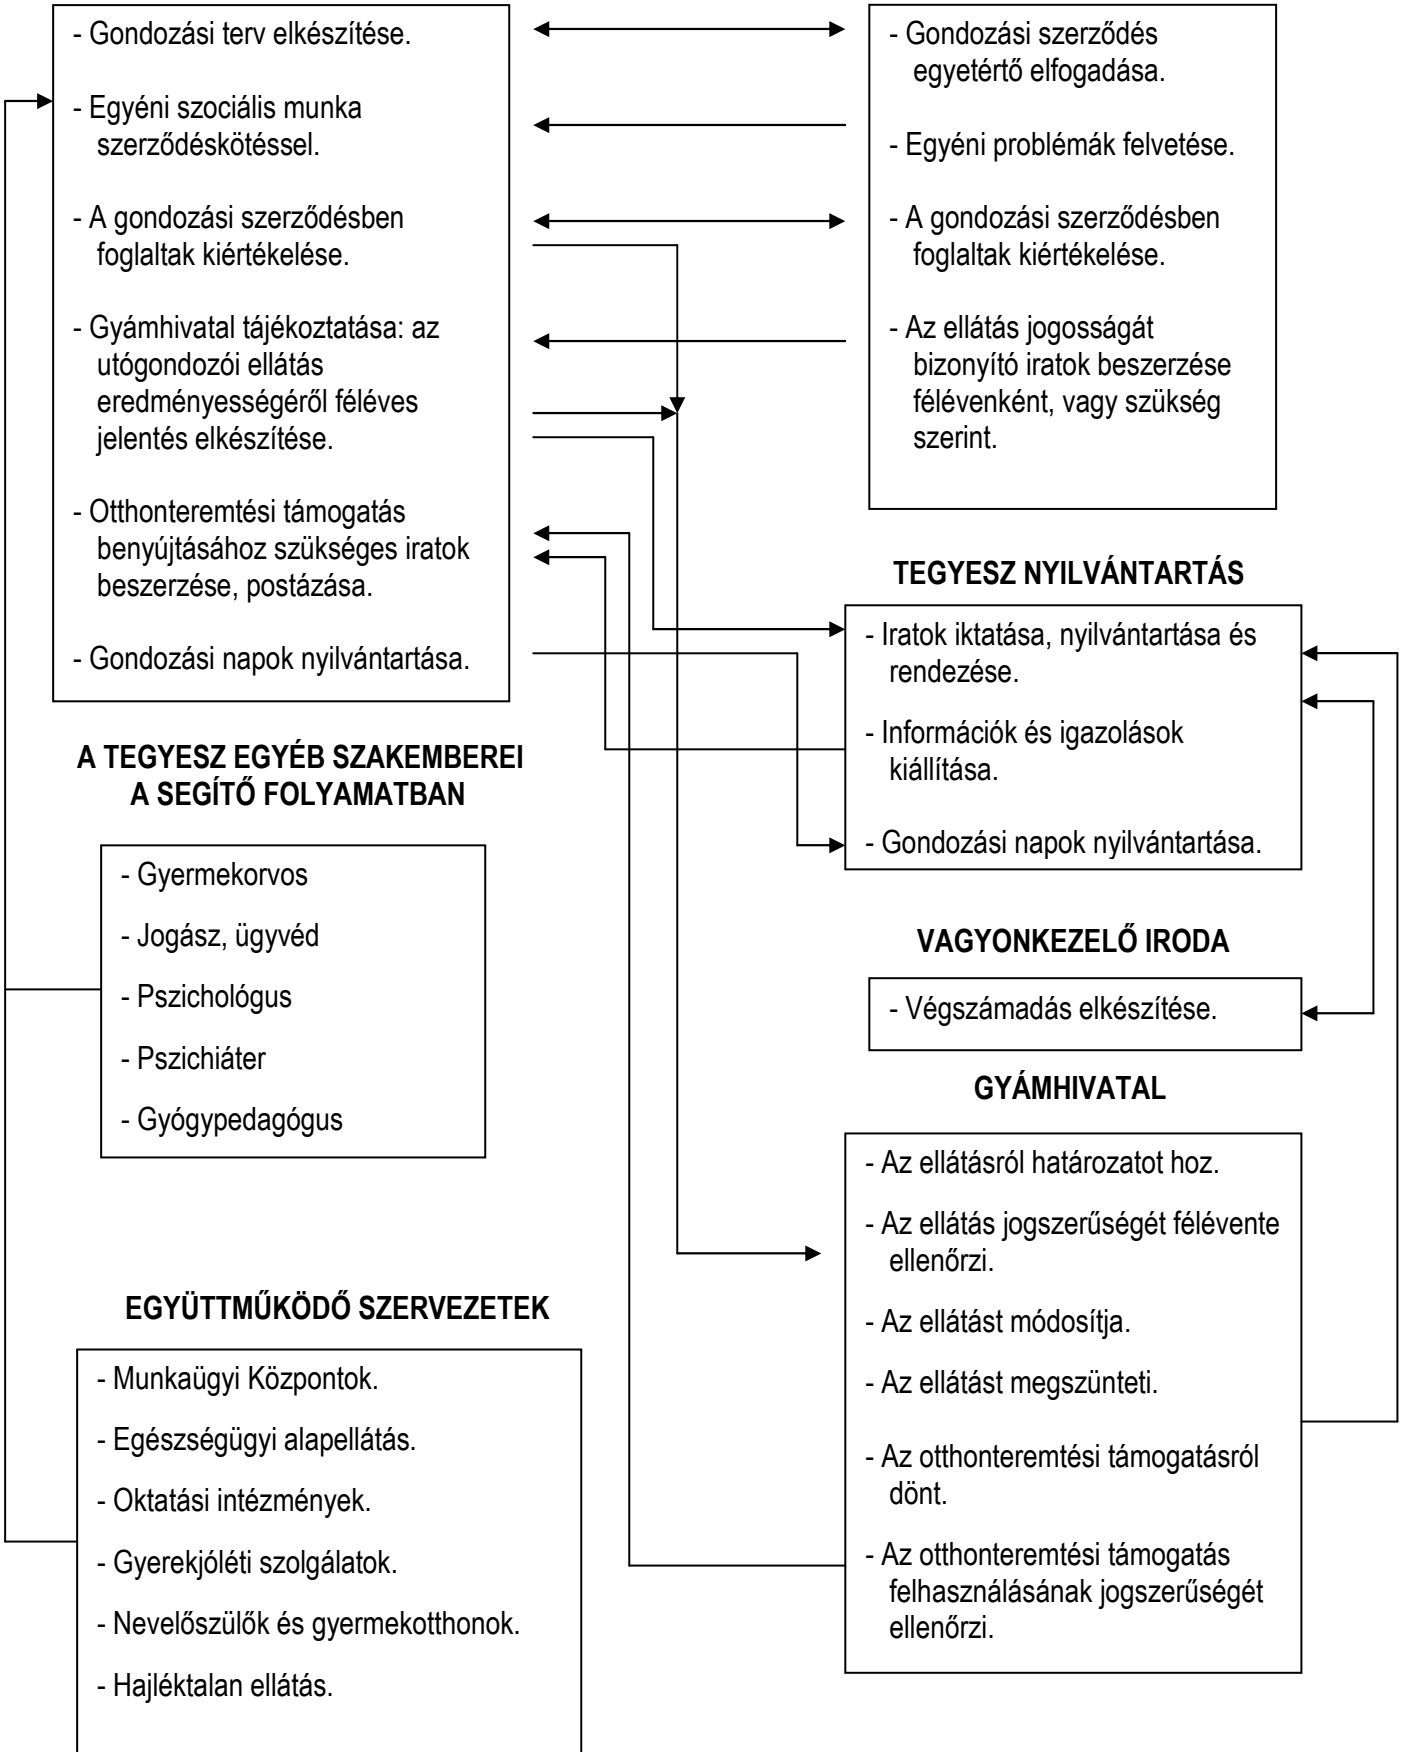 - Gondozási terv elkészítése.
- Egyéni szociális munka
szerződéskötéssel.
- A gondozási szerződésben
foglaltak kiértékelése.
- Gyámhivatal tájékoztatása: az
utógondozói ellátás
eredményességéről féléves
jelentés elkészítése.
- Otthonteremtési támogatás
benyújtásához szükséges iratok
beszerzése, postázása.
- Gondozási napok nyilvántartása.
- Gondozási szerződés
egyetértő elfogadása.
- Egyéni problémák felvetése.
- A gondozási szerződésben
foglaltak kiértékelése.
- Az ellátás jogosságát
bizonyító iratok beszerzése
félévenként, vagy szükség
szerint.
TEGYESZ NYILVÁNTARTÁS
- Iratok iktatása, nyilvántartása és
rendezése.
- Információk és igazolások
kiállítása.
- Gondozási napok nyilvántartása.
A TEGYESZ EGYÉB SZAKEMBEREI
A SEGÍTŐ FOLYAMATBAN
- Gyermekorvos
- Jogász, ügyvéd
- Pszichológus
- Pszichiáter
- Gyógypedagógus
VAGYONKEZELŐ IRODA
- Végszámadás elkészítése.
GYÁMHIVATAL
- Az ellátásról határozatot hoz.
- Az ellátás jogszerűségét félévente
ellenőrzi.
- Az ellátást módosítja.
- Az ellátást megszünteti.
- Az otthonteremtési támogatásról
dönt.
- Az otthonteremtési támogatás
felhasználásának jogszerűségét
ellenőrzi.
EGYÜTTMŰKÖDŐ SZERVEZETEK
- Munkaügyi Központok.
- Egészségügyi alapellátás.
- Oktatási intézmények.
- Gyerekjóléti szolgálatok.
- Nevelőszülők és gyermekotthonok.
- Hajléktalan ellátás.